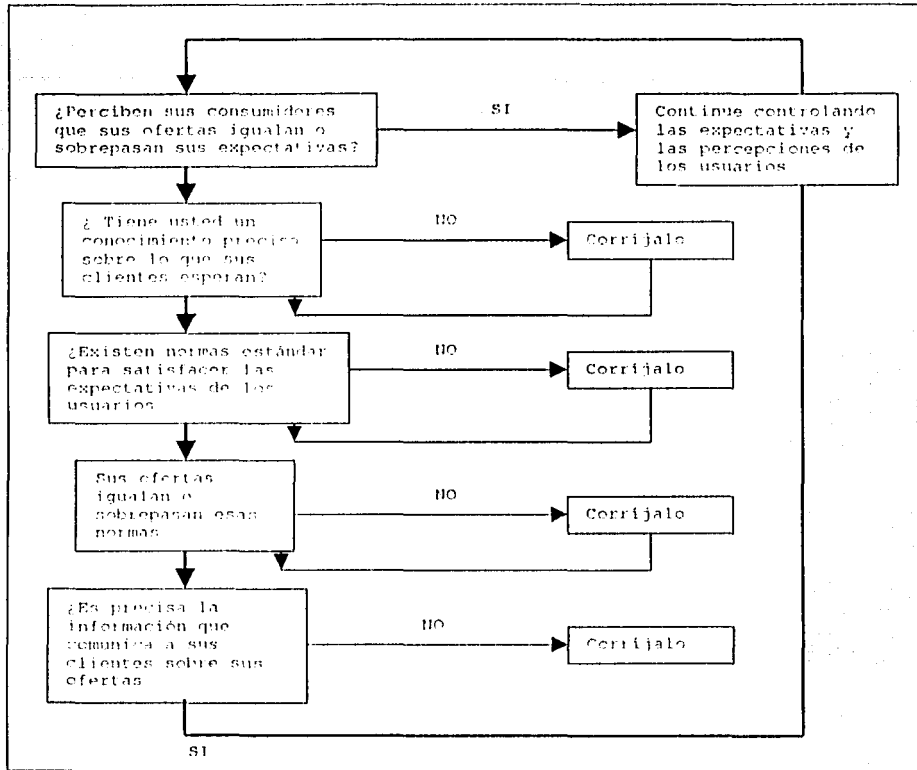 ¿Perciben sus consumidores
que sus ofertas igualan o
sobrepasan sus expectativas?
SI
Continue controlando
las expectativas y
las percepciones de
los usuarios
¿ Tiene usted un
conocimiento preciso
sobre lo que sus
clientes esperan?
NO
Corrijalo
¿Existen normas estándar
para satisfacer las
expectativas de los
usuarios
NO
Corrijalo
Sus ofertas
igualan o
sobrepasan esas
normas
NO
Corrijalo
¿Es precisa la
información que
comunica a sus
clientes sobre sus
ofertas
NO
Corrijalo
SI